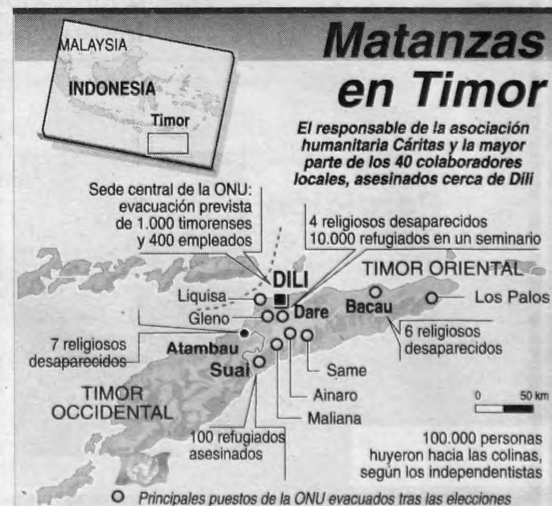 Matanzas
en Timor
MALAYSIA
INDONESIA
Timor
El responsable de la asociación
humanitaria Cáritas y la mayor
parte de los 40 colaboradores
locales, asesinados cerca de Dili
Sede central de la ONU:
evacuación prevista
de 1.000 timorenses
y 400 empleados
4 religiosos desaparecidos
10.000 refugiados en un seminario
DILI
TIMOR ORIENTAL
Liquisa
Gleno
Dare
Bacau
Los Palos
7 religiosos
desaparecidos
Atambau
Suai
6 religiosos
desaparecidos
Same
Ainaro
Maliana
TIMOR
OCCIDENTAL
100 refugiados
asesinados
0 50 km
100.000 personas
huyeron hacia las colinas,
según los independentistas
Principales puestos de la ONU evacuados tras las elecciones